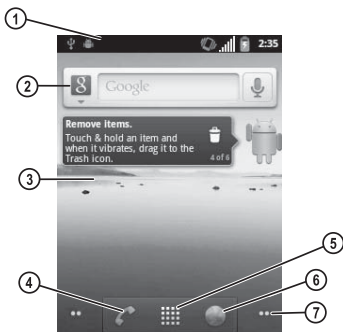 1
2:35
2
8
Google
Remove items.
Touch & hold an item and
when it vibrates, drag it to the
Trash icon.
4 of 6
3
4
5
6
7